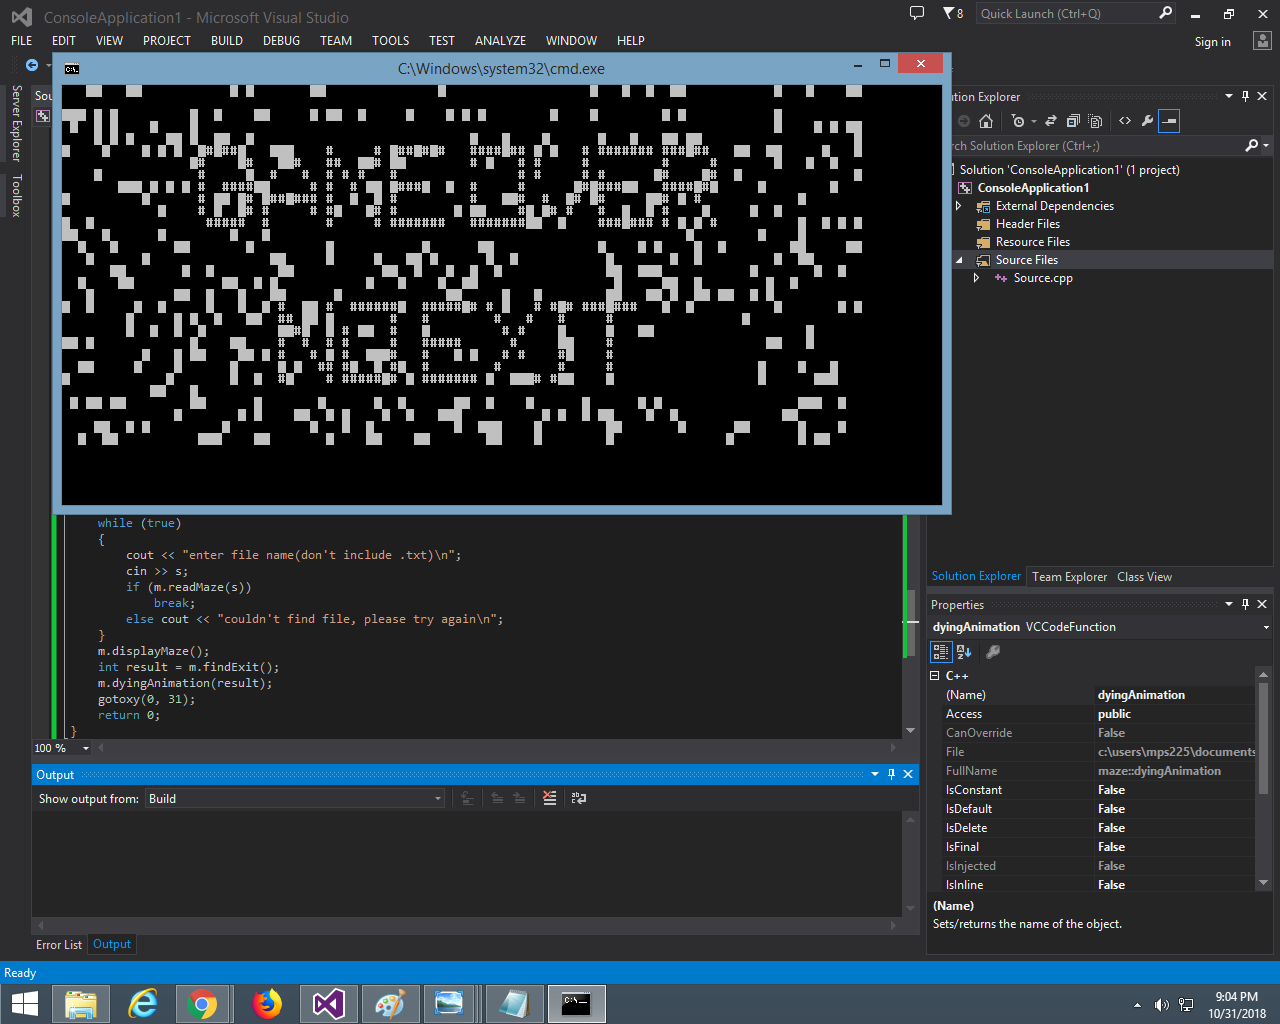 ConsoleApplication1 - Microsoft Visual Studio
8
Quick Launch (Ctrl+Q)
FILE EDIT VIEW PROJECT BUILD DEBUG TEAM TOOLS TEST ANALYZE WINDOW HELP
Sign in
C:\Windows\system32\cmd.exe
Server Explorer
Toolbox
Sou
GAME OVER
NO EXIT
while (true)
{
cout << "enter file name(don't include .txt)\n";
cin >> s;
if (m.readMaze(s))
break;
else cout << "couldn't find file, please try again\n";
}
m.displayMaze();
int result = m.findExit();
m.dyingAnimation(result);
gotoxy(0, 31);
return 0;
}
100 %
Output
Show output from: Build
Error List Output
ution Explorer
rch Solution Explorer (Ctrl+;)
Solution 'ConsoleApplication1' (1 project)
ConsoleApplication1
External Dependencies
Header Files
Resource Files
Source Files
Source.cpp
Solution Explorer Team Explorer Class View
Properties
dyingAnimation VCCodeFunction
C++
(Name) dyingAnimation
Access public
CanOverride False
File c:\users\mps225\documents
FullName maze::dyingAnimation
IsConstant False
IsDefault False
IsDelete False
IsFinal False
IsInjected False
IsInline False
(Name)
Sets/returns the name of the object.
Ready
9:04 PM
10/31/2018